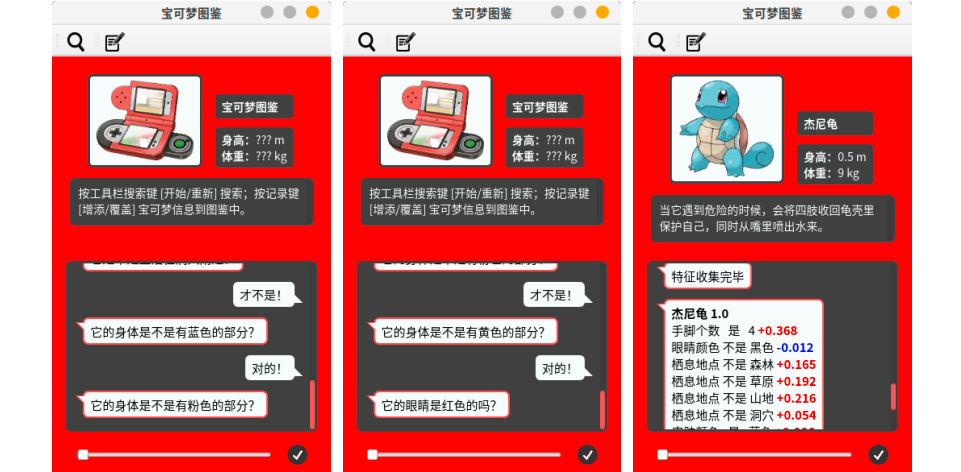 宝可梦图鉴
宝可梦图鉴
身高：??? m
体重：??? kg
按工具栏搜索键 [开始/重新] 搜索；按记录键
[增添/覆盖] 宝可梦信息到图鉴中。
才不是！
它的身体是不是有蓝色的部分？
对的！
它的身体是不是有粉色的部分？
宝可梦图鉴
宝可梦图鉴
身高：??? m
体重：??? kg
按工具栏搜索键 [开始/重新] 搜索；按记录键
[增添/覆盖] 宝可梦信息到图鉴中。
才不是！
它的身体是不是有黄色的部分？
对的！
它的眼睛是红色的吗？
宝可梦图鉴
杰尼龟
身高：0.5 m
体重：9 kg
当它遇到危险的时候，会将四肢收回龟壳里
保护自己，同时从嘴里喷出水来。
特征收集完毕
杰尼龟 1.0
手脚个数 是 4 +0.368
眼睛颜色 不是 黑色 -0.012
栖息地点 不是 森林 +0.165
栖息地点 不是 草原 +0.192
栖息地点 不是 山地 +0.216
栖息地点 不是 洞穴 +0.054